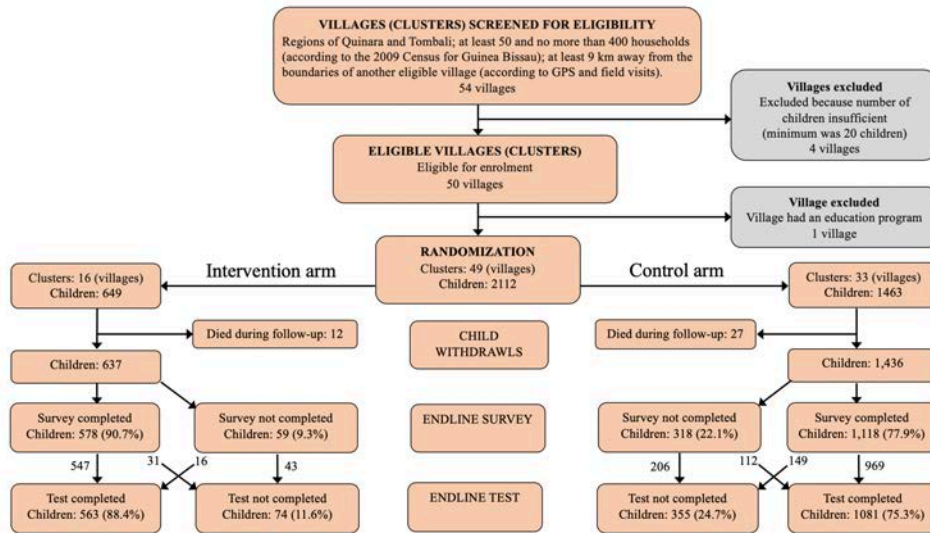 VILLAGES (CLUSTERS) SCREENED FOR ELIGIBILITY
Regions of Quinara and Tombali; at least 50 and no more than 400 households
(according to the 2009 Census for Guinea Bissau); at least 9 km away from the
boundaries of another eligible village (according to GPS and field visits).
54 villages
Villages excluded
Excluded because number of
children insufficient
(minimum was 20 children)
4 villages
ELIGIBLE VILLAGES (CLUSTERS)
Eligible for enrolment
50 villages
Village excluded
Village had an education program
1 village
RANDOMIZATION
Clusters: 49 (villages)
Children: 2112
Intervention arm
Control arm
Clusters: 16 (villages)
Children: 649
Clusters: 33 (villages)
Children: 1463
Died during follow-up: 12
CHILD
WITHDRAWLS
Died during follow-up: 27
Children: 637
Children: 1,436
Survey completed
Children: 578 (90.7%)
Survey not completed
Children: 59 (9.3%)
ENDLINE SURVEY
Survey not completed
Children: 318 (22.1%)
Survey completed
Children: 1,118 (77.9%)
547
31
16
43
206
112
149
969
Test completed
Children: 563 (88.4%)
Test not completed
Children: 74 (11.6%)
ENDLINE TEST
Test not completed
Children: 355 (24.7%)
Test completed
Children: 1081 (75.3%)